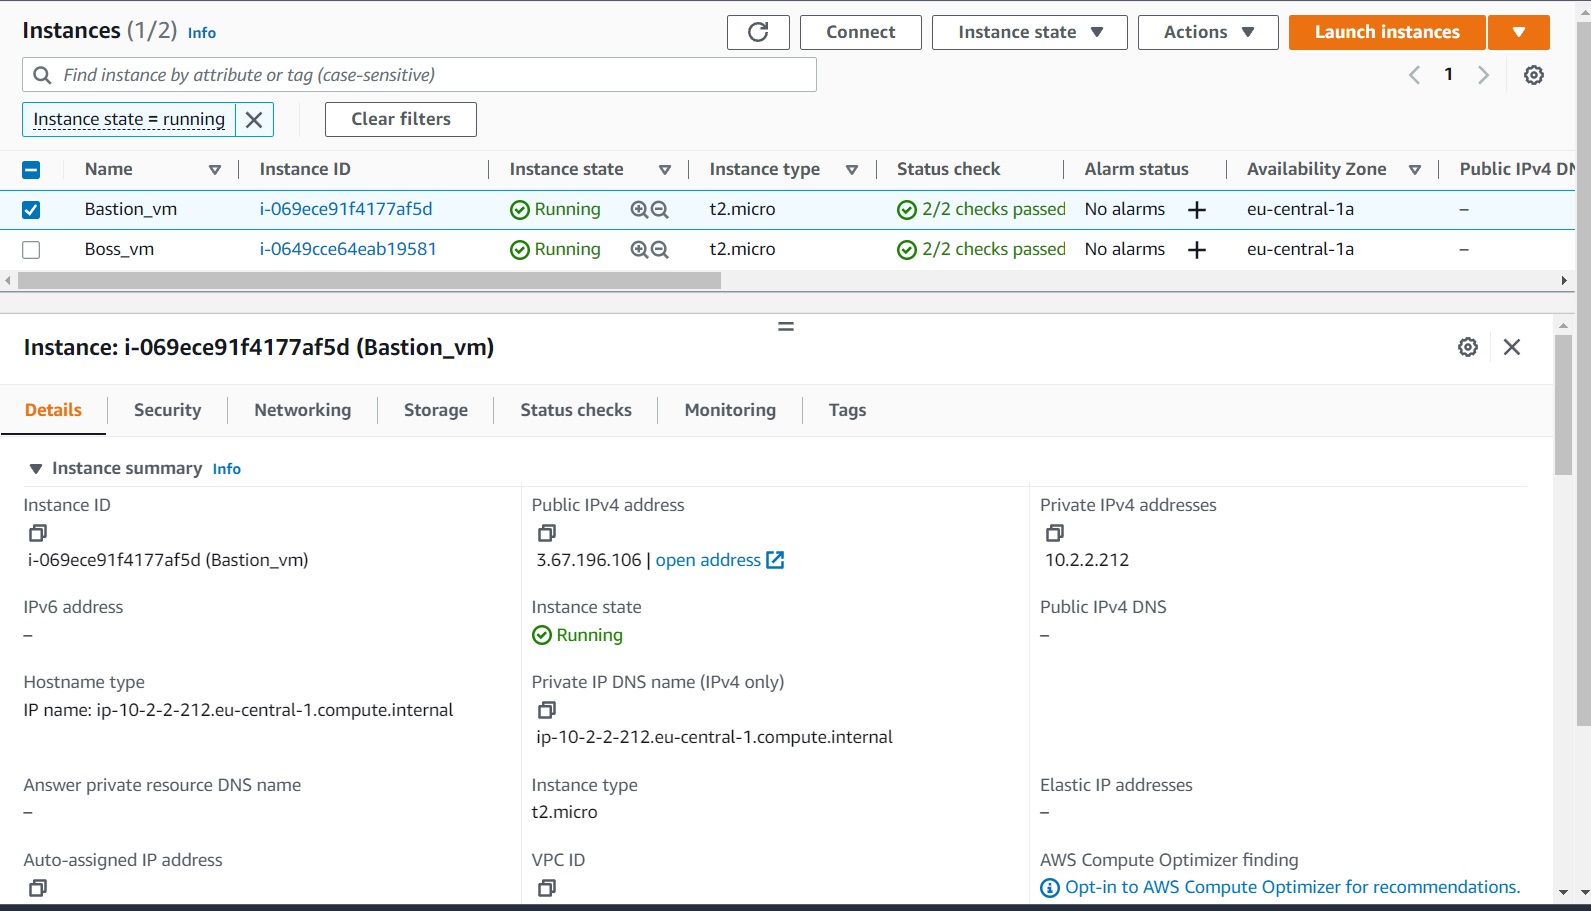 Instances (1/2) Info
Connect
Instance state
Actions
Launch instances
Find instance by attribute or tag (case-sensitive)
1
Instance state = running
Clear filters
Name Instance ID Instance state Instance type Status check Alarm status Availability Zone Public IPv4 DN
Bastion_vm i-069ece91f4177af5d Running t2.micro 2/2 checks passed No alarms + eu-central-1a –
Boss_vm i-0649cce64eab19581 Running t2.micro 2/2 checks passed No alarms + eu-central-1a –
Instance: i-069ece91f4177af5d (Bastion_vm)
Details Security Networking Storage Status checks Monitoring Tags
Instance summary Info
Instance ID Public IPv4 address Private IPv4 addresses
i-069ece91f4177af5d (Bastion_vm) 3.67.196.106 | open address 10.2.2.212
IPv6 address Instance state Public IPv4 DNS
– Running –
Hostname type Private IP DNS name (IPv4 only)
IP name: ip-10-2-2-212.eu-central-1.compute.internal
ip-10-2-2-212.eu-central-1.compute.internal
Answer private resource DNS name Instance type Elastic IP addresses
– t2.micro –
Auto-assigned IP address VPC ID AWS Compute Optimizer finding
Opt-in to AWS Compute Optimizer for recommendations.